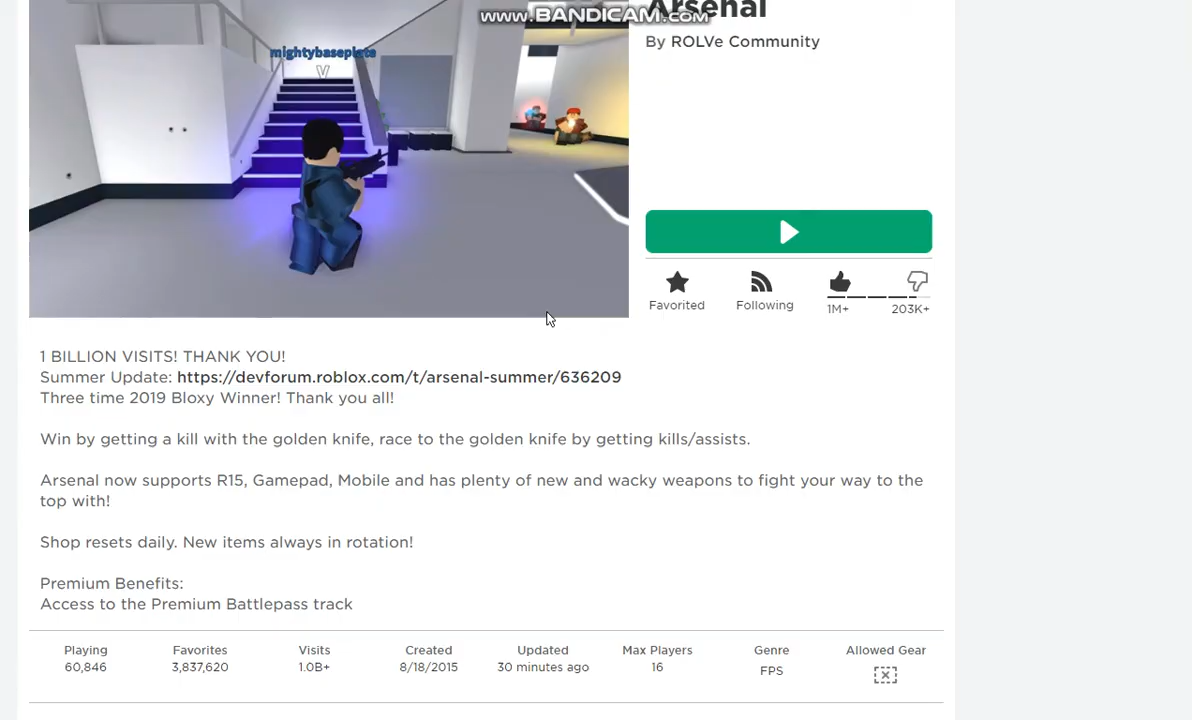 www.BANDICAM.com
Arsenal
By ROLVe Community
mightybaseplate
V
Favorited
Following
1M+
203K+
1 BILLION VISITS! THANK YOU!
Summer Update: https://devforum.roblox.com/t/arsenal-summer/636209
Three time 2019 Bloxy Winner! Thank you all!
Win by getting a kill with the golden knife, race to the golden knife by getting kills/assists.
Arsenal now supports R15, Gamepad, Mobile and has plenty of new and wacky weapons to fight your way to the
top with!
Shop resets daily. New items always in rotation!
Premium Benefits:
Access to the Premium Battlepass track
Playing Favorites Visits Created Updated Max Players Genre Allowed Gear
60,846 3,837,620 1.0B+ 8/18/2015 30 minutes ago 16 FPS